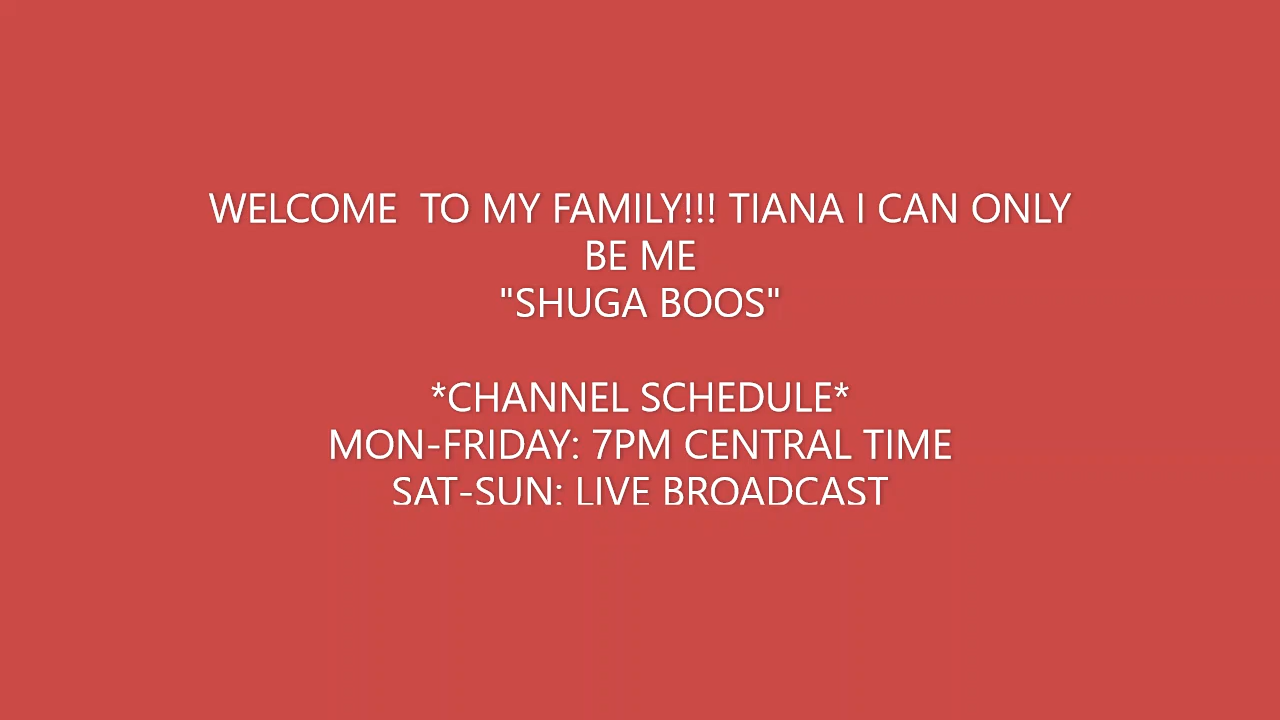 WELCOME  TO MY FAMILY!!! TIANA I CAN ONLY
BE ME
"SHUGA BOOS"
*CHANNEL SCHEDULE*
MON-FRIDAY: 7PM CENTRAL TIME
SAT-SUN: LIVE BROADCAST